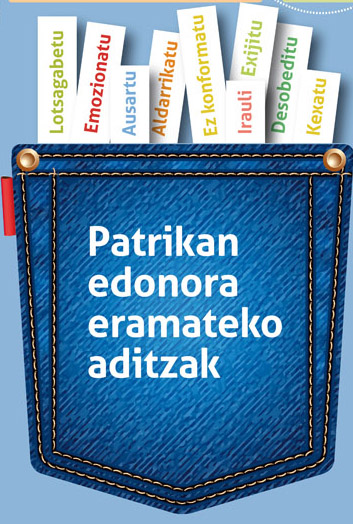 Lotsagabetu
Emozionatu
Ausartu
Aldarrikatu
Ez konformatu
Irauli
Exijitu
Desobeditu
Kexatu
Patrikan
edonora
eramateko
aditzak